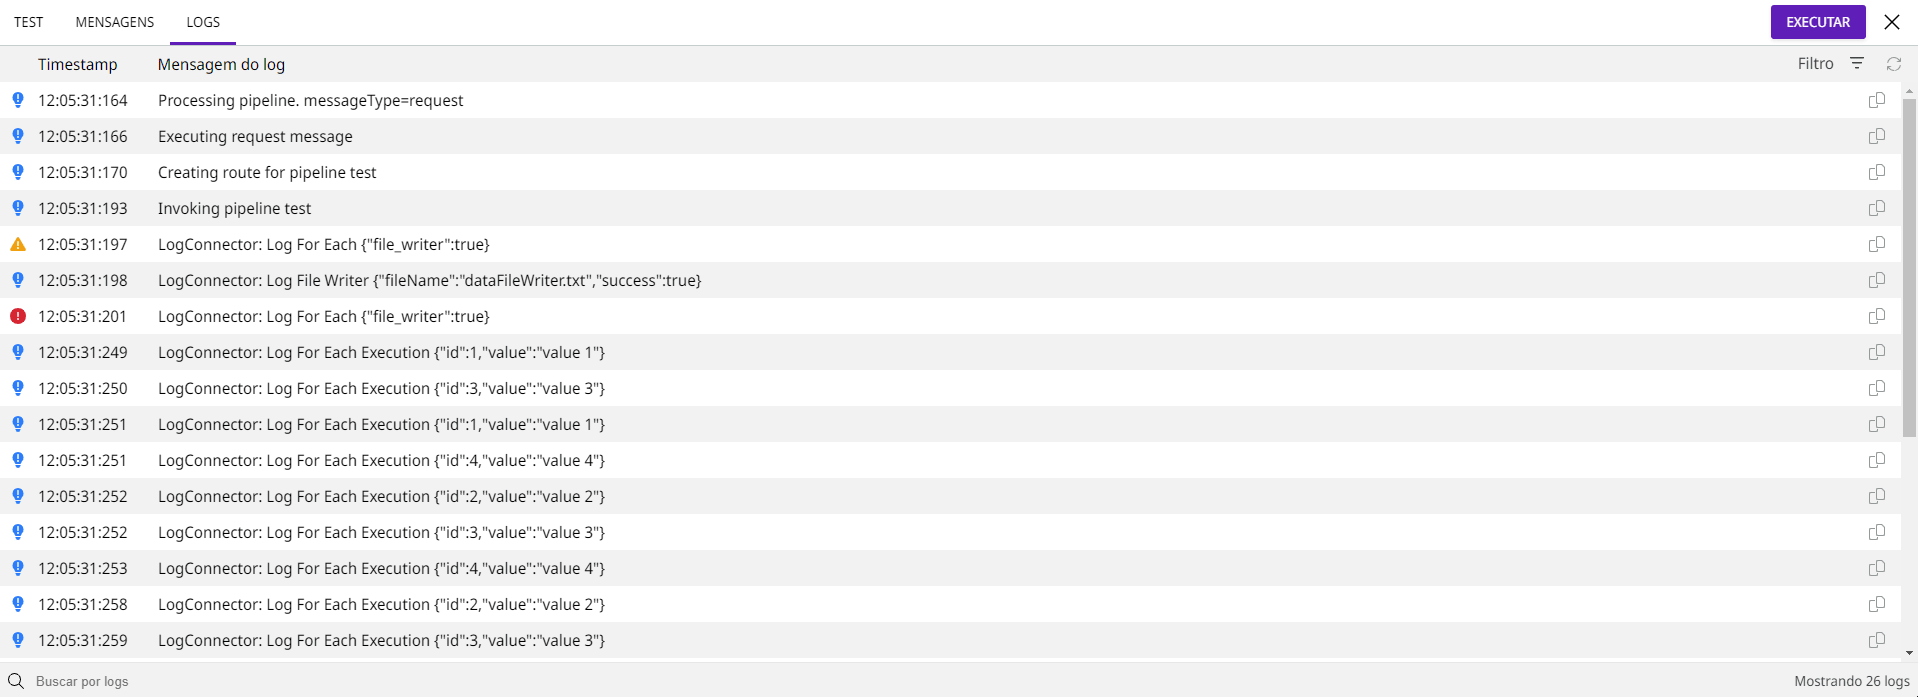 TEST MENSAGENS LOGS EXECUTAR
Timestamp Mensagem do log Filtro
12:05:31:164 Processing pipeline. messageType=request
12:05:31:166 Executing request message
12:05:31:170 Creating route for pipeline test
12:05:31:193 Invoking pipeline test
12:05:31:197 LogConnector: Log For Each {"file_writer":true}
12:05:31:198 LogConnector: Log File Writer {"fileName":"dataFileWriter.txt","success":true}
12:05:31:201 LogConnector: Log For Each {"file_writer":true}
12:05:31:249 LogConnector: Log For Each Execution {"id":1,"value":"value 1"}
12:05:31:250 LogConnector: Log For Each Execution {"id":3,"value":"value 3"}
12:05:31:251 LogConnector: Log For Each Execution {"id":1,"value":"value 1"}
12:05:31:251 LogConnector: Log For Each Execution {"id":4,"value":"value 4"}
12:05:31:252 LogConnector: Log For Each Execution {"id":2,"value":"value 2"}
12:05:31:252 LogConnector: Log For Each Execution {"id":3,"value":"value 3"}
12:05:31:253 LogConnector: Log For Each Execution {"id":4,"value":"value 4"}
12:05:31:258 LogConnector: Log For Each Execution {"id":2,"value":"value 2"}
12:05:31:259 LogConnector: Log For Each Execution {"id":3,"value":"value 3"}
Buscar por logs Mostrando 26 logs